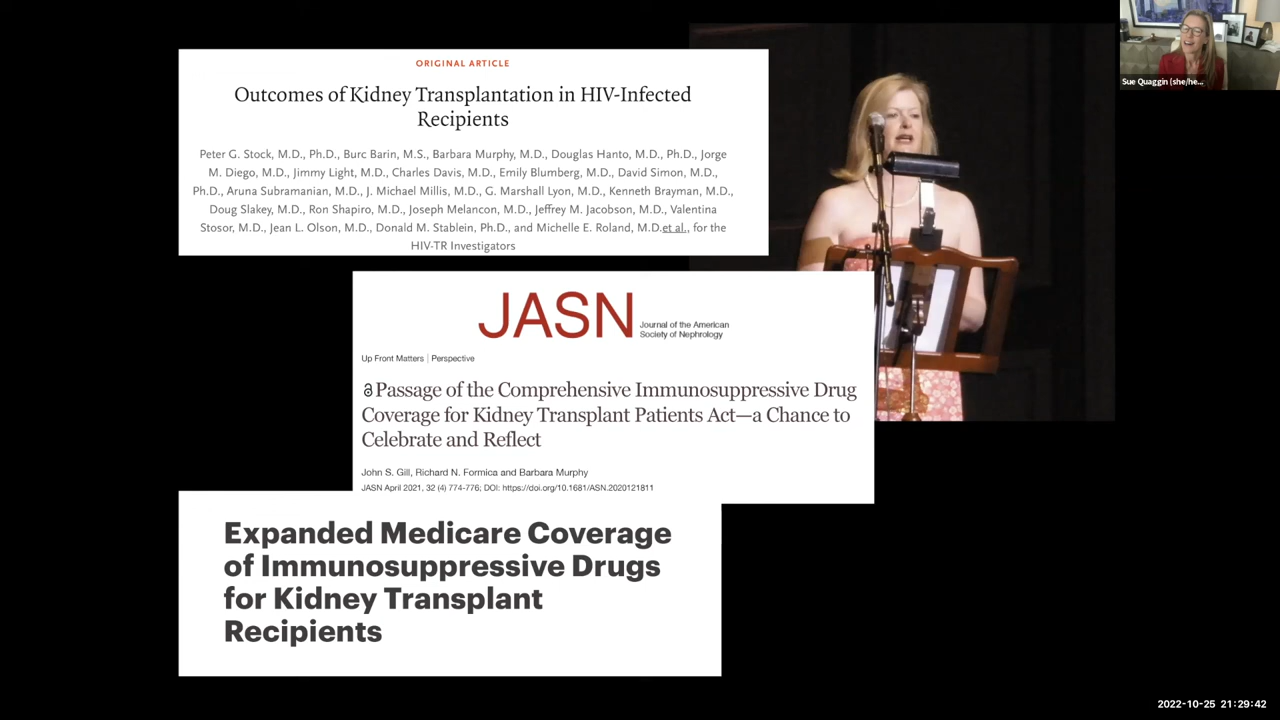 ORIGINAL ARTICLE
Outcomes of Kidney Transplantation in HIV-Infected
Recipients
Peter G. Stock, M.D., Ph.D., Burc Barin, M.S., Barbara Murphy, M.D., Douglas Hanto, M.D., Ph.D., Jorge
M. Diego, M.D., Jimmy Light, M.D., Charles Davis, M.D., Emily Blumberg, M.D., David Simon, M.D.,
Ph.D., Aruna Subramanian, M.D., J. Michael Millis, M.D., G. Marshall Lyon, M.D., Kenneth Brayman, M.D.,
Doug Slakey, M.D., Ron Shapiro, M.D., Joseph Melancon, M.D., Jeffrey M. Jacobson, M.D., Valentina
Stosor, M.D., Jean L. Olson, M.D., Donald M. Stablein, Ph.D., and Michelle E. Roland, M.D.et al., for the
HIV-TR Investigators
JASN Journal of the American
Society of Nephrology
Up Front Matters | Perspective
Passage of the Comprehensive Immunosuppressive Drug
Coverage for Kidney Transplant Patients Act—a Chance to
Celebrate and Reflect
John S. Gill, Richard N. Formica and Barbara Murphy
JASN April 2021, 32 (4) 774-776; DOI: https://doi.org/10.1681/ASN.2020121811
Expanded Medicare Coverage
of Immunosuppressive Drugs
for Kidney Transplant
Recipients
Sue Quaggin (she/he...
2022-10-25 21:29:42